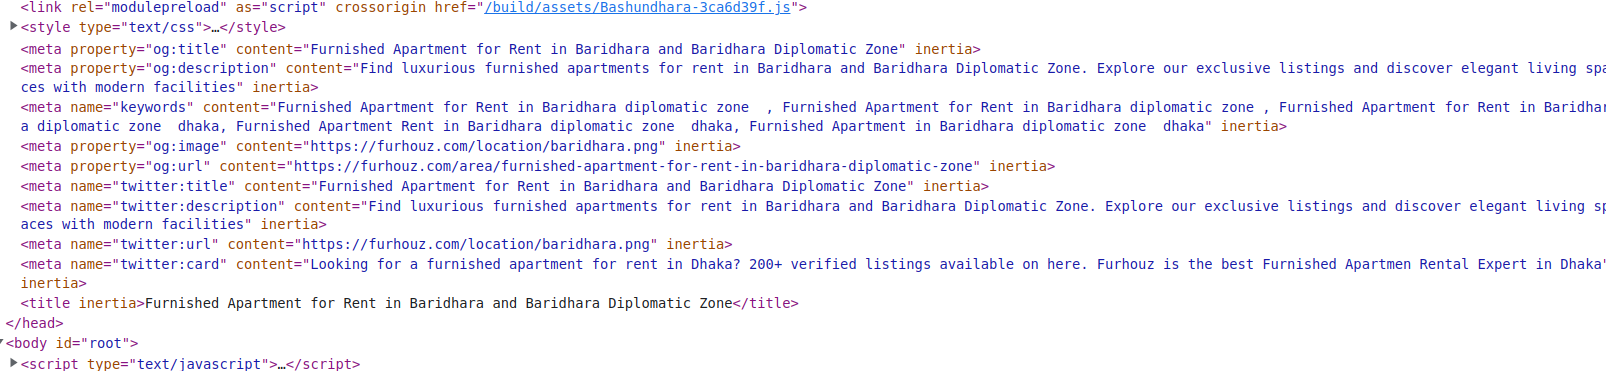 <link rel="modulepreload" as="script" crossorigin href="/build/assets/Bashundhara-3ca6d39f.js">
<style type="text/css">…</style>
<meta property="og:title" content="Furnished Apartment for Rent in Baridhara and Baridhara Diplomatic Zone" inertia>
<meta property="og:description" content="Find luxurious furnished apartments for rent in Baridhara and Baridhara Diplomatic Zone. Explore our exclusive listings and discover elegant living spa
ces with modern facilities" inertia>
<meta name="keywords" content="Furnished Apartment for Rent in Baridhara diplomatic zone  , Furnished Apartment for Rent in Baridhara diplomatic zone , Furnished Apartment for Rent in Baridhar
a diplomatic zone  dhaka, Furnished Apartment Rent in Baridhara diplomatic zone  dhaka, Furnished Apartment in Baridhara diplomatic zone  dhaka" inertia>
<meta property="og:image" content="https://furhouz.com/location/baridhara.png" inertia>
<meta property="og:url" content="https://furhouz.com/area/furnished-apartment-for-rent-in-baridhara-diplomatic-zone" inertia>
<meta name="twitter:title" content="Furnished Apartment for Rent in Baridhara and Baridhara Diplomatic Zone" inertia>
<meta name="twitter:description" content="Find luxurious furnished apartments for rent in Baridhara and Baridhara Diplomatic Zone. Explore our exclusive listings and discover elegant living sp
aces with modern facilities" inertia>
<meta name="twitter:url" content="https://furhouz.com/location/baridhara.png" inertia>
<meta name="twitter:card" content="Looking for a furnished apartment for rent in Dhaka? 200+ verified listings available on here. Furhouz is the best Furnished Apartmen Rental Expert in Dhaka"
inertia>
<title inertia>Furnished Apartment for Rent in Baridhara and Baridhara Diplomatic Zone</title>
</head>
<body id="root">
<script type="text/javascript">…</script>